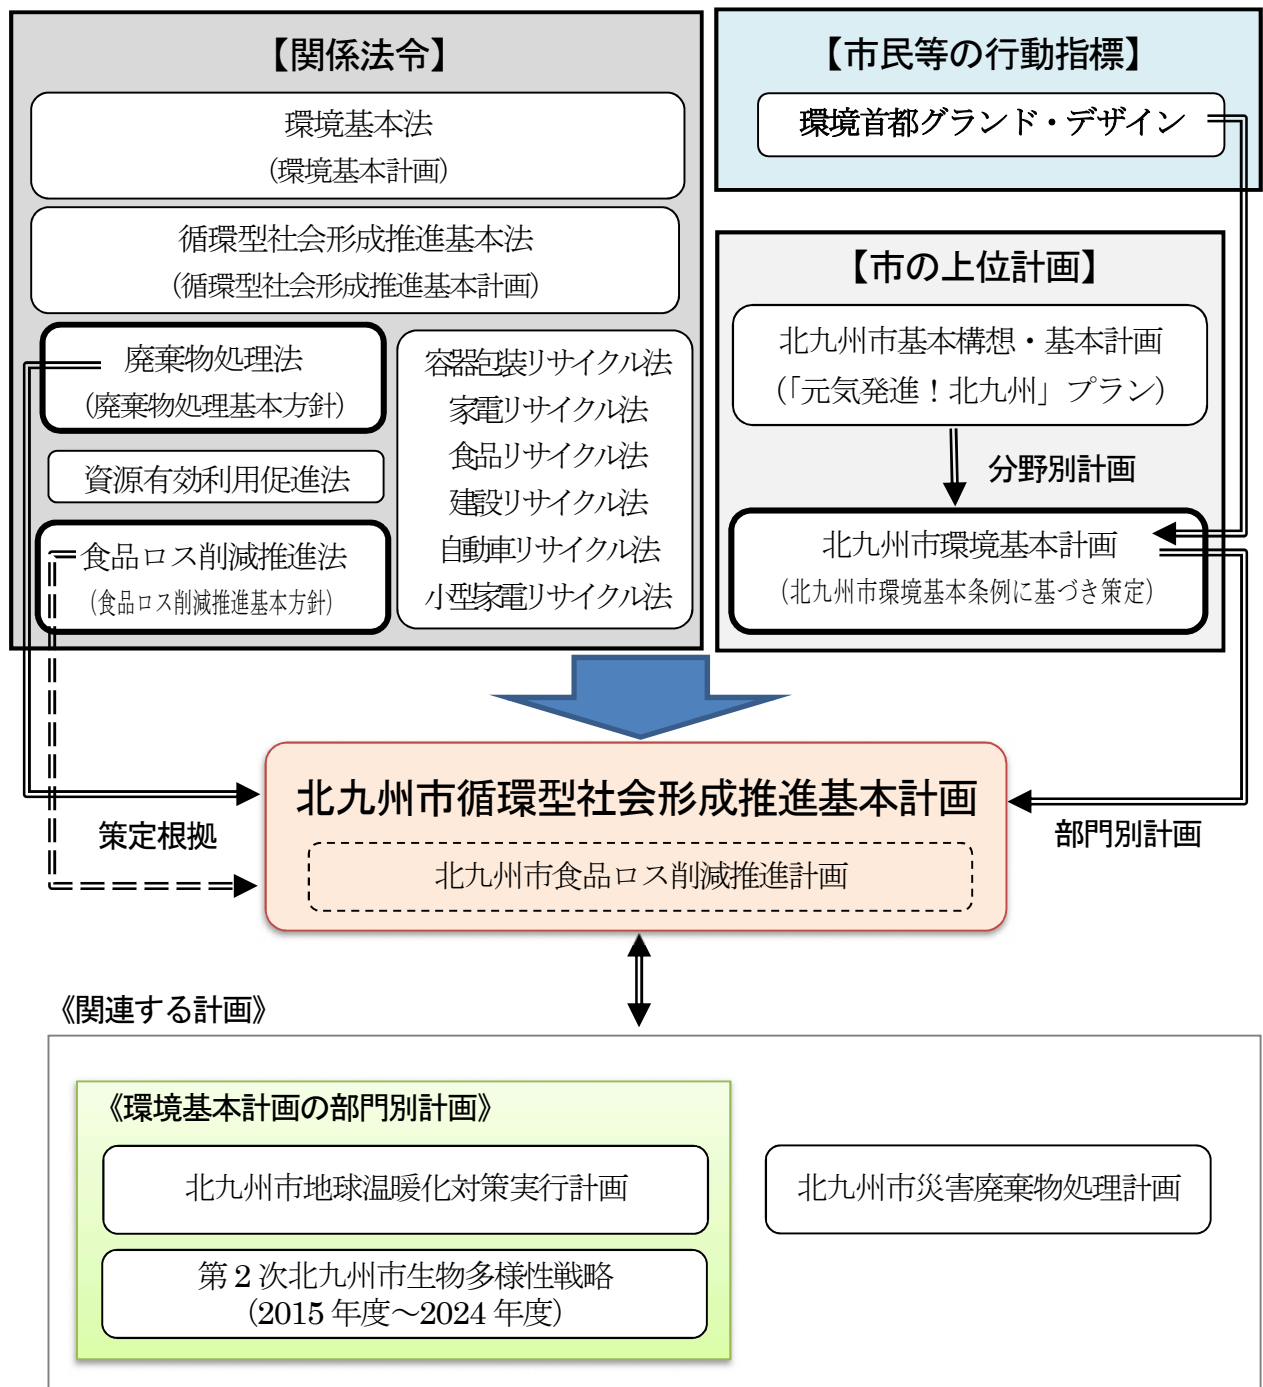 【関係法令】
環境基本法
(環境基本計画)
循環型社会形成推進基本法
(循環型社会形成推進基本計画)
廃棄物処理法
(廃棄物処理基本方針)
資源有効利用促進法
食品ロス削減推進法
(食品ロス削減推進基本方針)
容器包装リサイクル法
家電リサイクル法
食品リサイクル法
建設リサイクル法
自動車リサイクル法
小型家電リサイクル法
【市民等の行動指標】
環境首都グランド・デザイン
【市の上位計画】
北九州市基本構想・基本計画
(「元気発進！北九州」プラン)
分野別計画
北九州市環境基本計画
(北九州市環境基本条例に基づき策定)
北九州市循環型社会形成推進基本計画
北九州市食品ロス削減推進計画
策定根拠
部門別計画
《関連する計画》
《環境基本計画の部門別計画》
北九州市地球温暖化対策実行計画
第2次北九州市生物多様性戦略
(2015年度～2024年度)
北九州市災害廃棄物処理計画